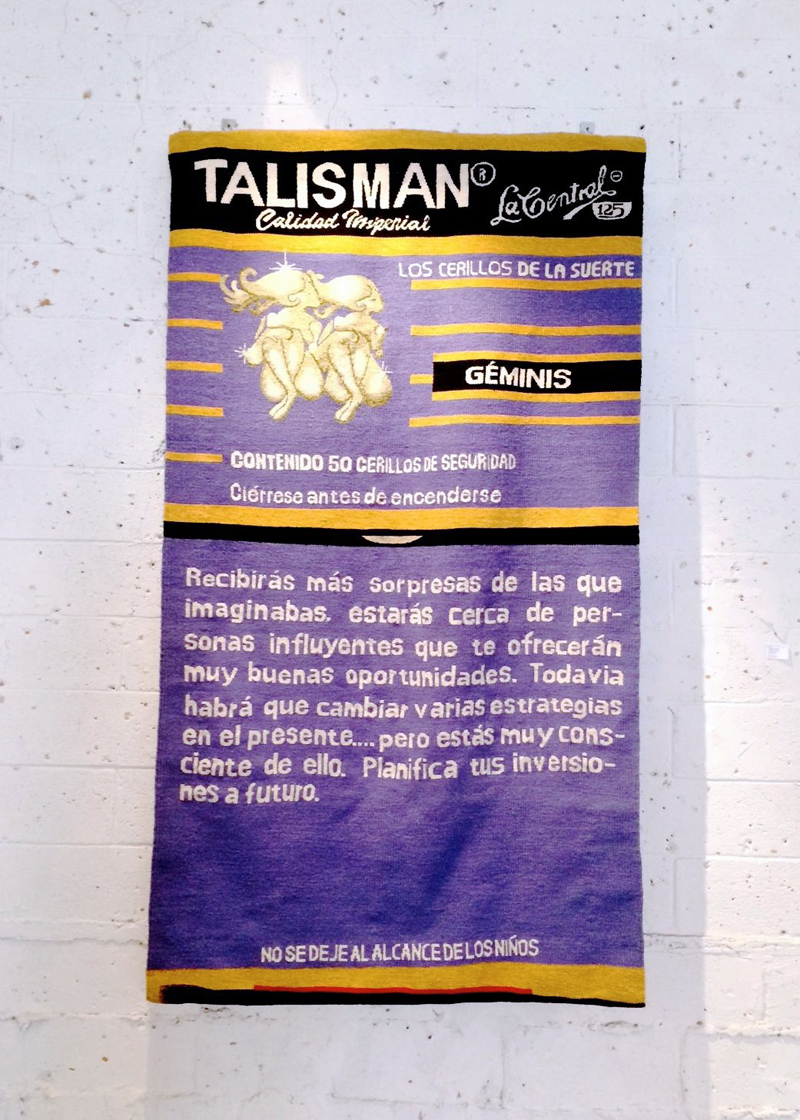 TALISMAN®
Calidad Imperial
La Central
125
LOS CERILLOS DE LA SUERTE
GÉMINIS
CONTENIDO 50 CERILLOS DE SEGURIDAD
Ciérrese antes de encenderse
Recibirás más sorpresas de las que
imaginabas. estarás cerca de per-
sonas influyentes que te ofrecerán
muy buenas oportunidades. Todavia
habrá que cambiar varias estrategias
en el presente.... pero estás muy cons-
ciente de ello. Planifica tus inversio-
nes a futuro.
NO SE DEJE AL ALCANCE DE LOS NIÑOS